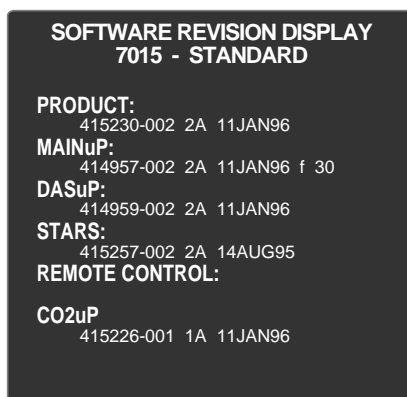 SOFTWARE REVISION DISPLAY
7015 - STANDARD
PRODUCT:
415230-002 2A 11JAN96
MAINuP:
414957-002 2A 11JAN96 f 30
DASuP:
414959-002 2A 11JAN96
STARS:
415257-002 2A 14AUG95
REMOTE CONTROL:
CO2uP
415226-001 1A 11JAN96